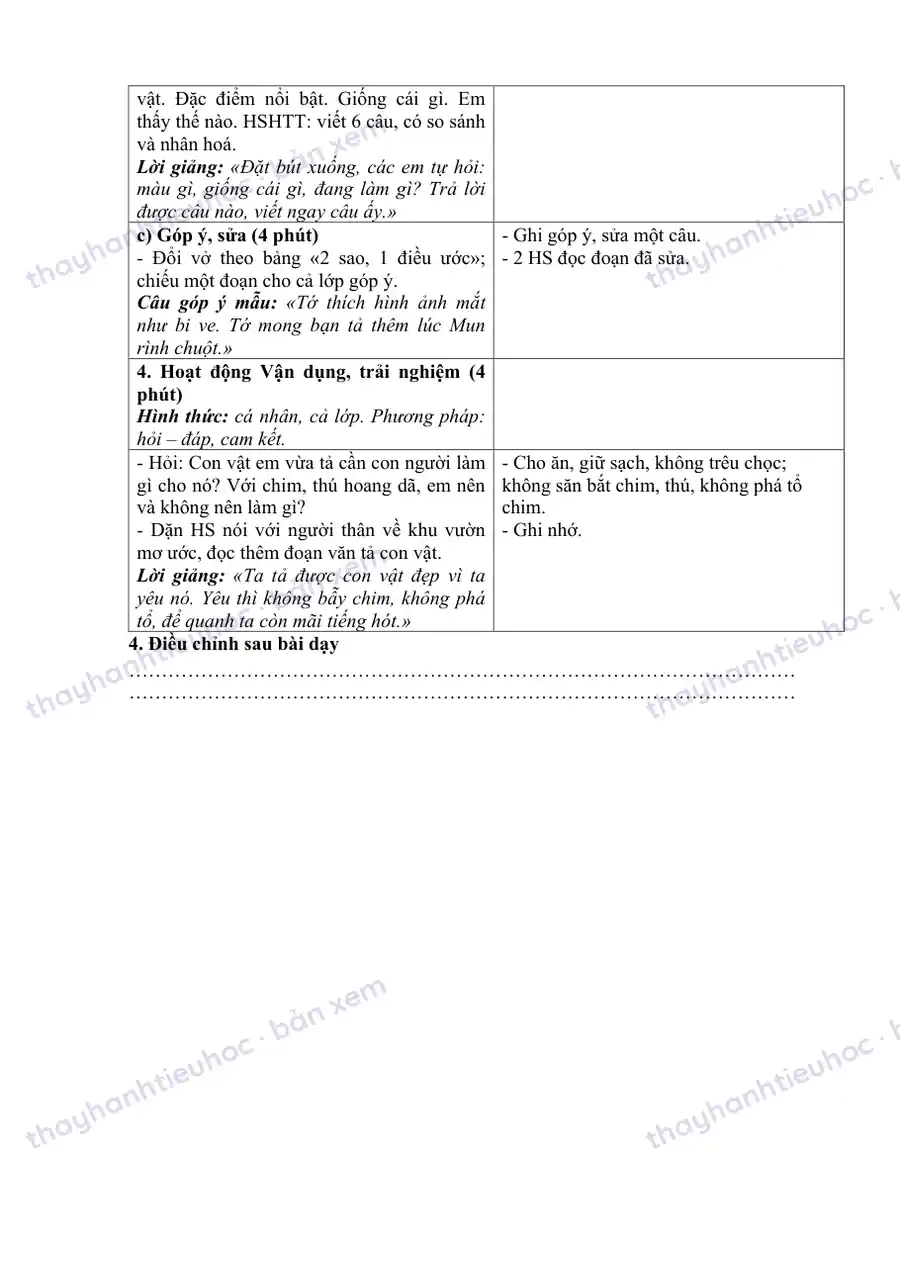 vật. Đặc điểm nổi bật. Giống cái gì. Em
thấy thế nào. HSHTT: viết 6 câu, có so sánh
và nhân hoá.
Lời giảng: «Đặt bút xuống, các em tự hỏi:
màu gì, giống cái gì, đang làm gì? Trả lời
được câu nào, viết ngay câu ấy.»
c) Góp ý, sửa (4 phút)
- Đổi vở theo bảng «2 sao, 1 điều ước»;
chiếu một đoạn cho cả lớp góp ý.
Câu góp ý mẫu: «Tớ thích hình ảnh mắt
như bi ve. Tớ mong bạn tả thêm lúc Mun
rình chuột.»
- Ghi góp ý, sửa một câu.
- 2 HS đọc đoạn đã sửa.
4. Hoạt động Vận dụng, trải nghiệm (4
phút)
Hình thức: cá nhân, cả lớp. Phương pháp:
hỏi – đáp, cam kết.
- Hỏi: Con vật em vừa tả cần con người làm
gì cho nó? Với chim, thú hoang dã, em nên
và không nên làm gì?
- Dặn HS nói với người thân về khu vườn
mơ ước, đọc thêm đoạn văn tả con vật.
Lời giảng: «Ta tả được con vật đẹp vì ta
yêu nó. Yêu thì không bẫy chim, không phá
tổ, để quanh ta còn mãi tiếng hót.»
- Cho ăn, giữ sạch, không trêu chọc;
không săn bắt chim, thú, không phá tổ
chim.
- Ghi nhớ.
4. Điều chỉnh sau bài dạy
……………………………………………………………………………………………
……………………………………………………………………………………………
thayhanhtieuhoc · bản xem
thayhanhtieuhoc · b
thayhanhtieuhoc · bản xem
thayhanhtieuhoc · b
thayhanhtieuhoc · bản xem
thayhanhtieuhoc · b